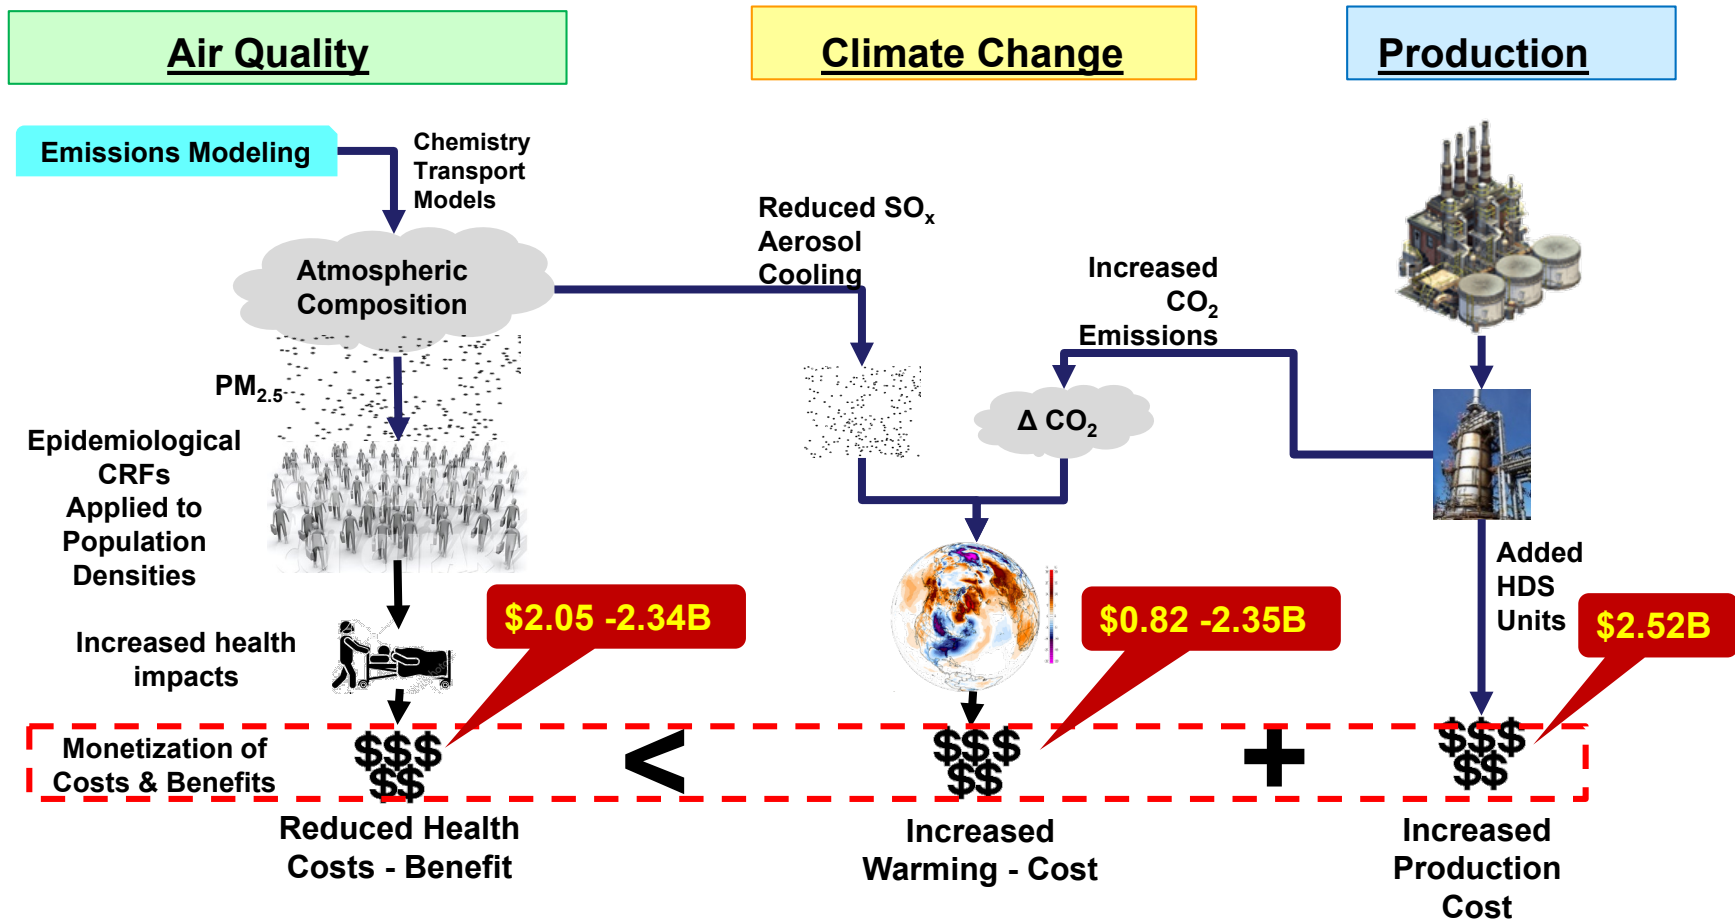 Air Quality
Climate Change
Production
Emissions Modeling
Chemistry
Transport
Models
Atmospheric
Composition
PM2.5
Epidemiological
CRFs
Applied to
Population
Densities
Increased health
impacts
$2.05 -2.34B
Reduced SOx
Aerosol
Cooling
Increased
CO2
Emissions
Δ CO2
$0.82 -2.35B
Added
HDS
Units
$2.52B
Monetization of
Costs & Benefits
$$$
$$
<
$$$
$$
+
$$$
$$
Reduced Health
Costs - Benefit
Increased
Warming - Cost
Increased
Production
Cost